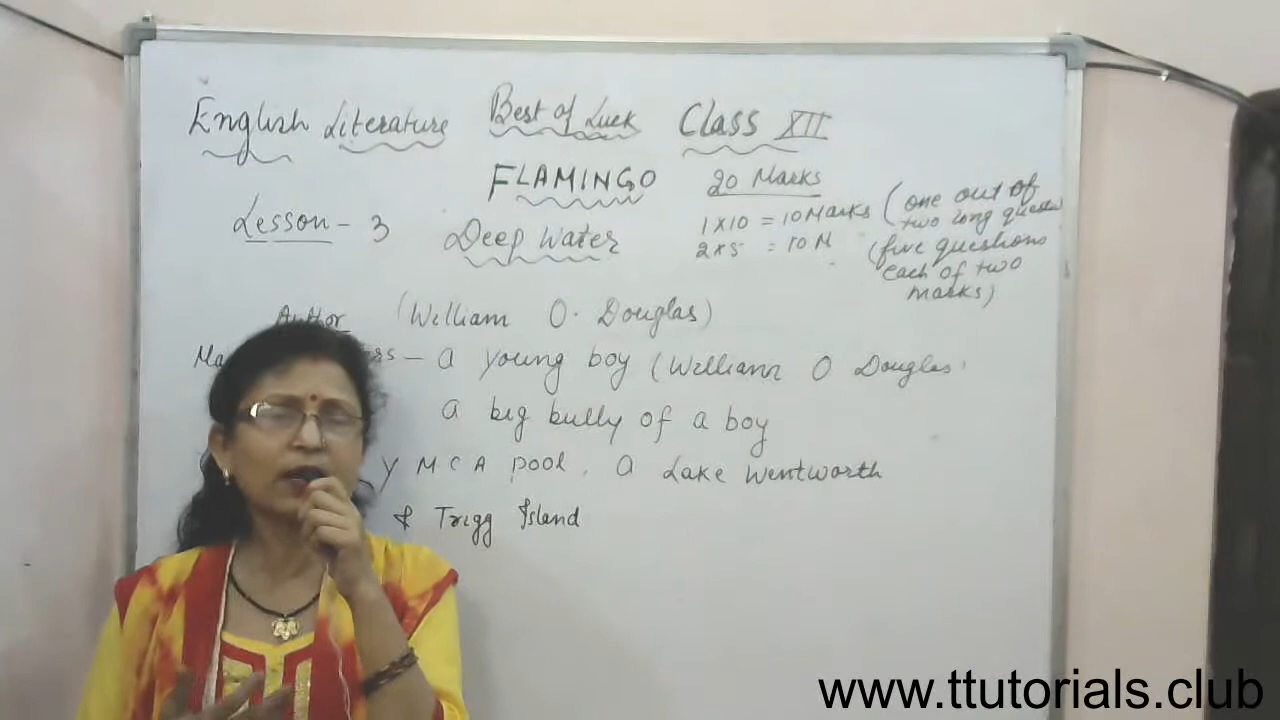 English Literature Best of Luck Class XII
FLAMINGO 20 Marks
Lesson - 3 Deep Water
1x10 = 10 Marks (one out of
two long question
2x5 = 10 M (five questions
each of two
marks)
Author (William O. Douglas)
- a young boy (William O Douglas
a big bully of a boy
Y M C A pool, a Lake Wentworth
& Trigg Island
www.ttutorials.club